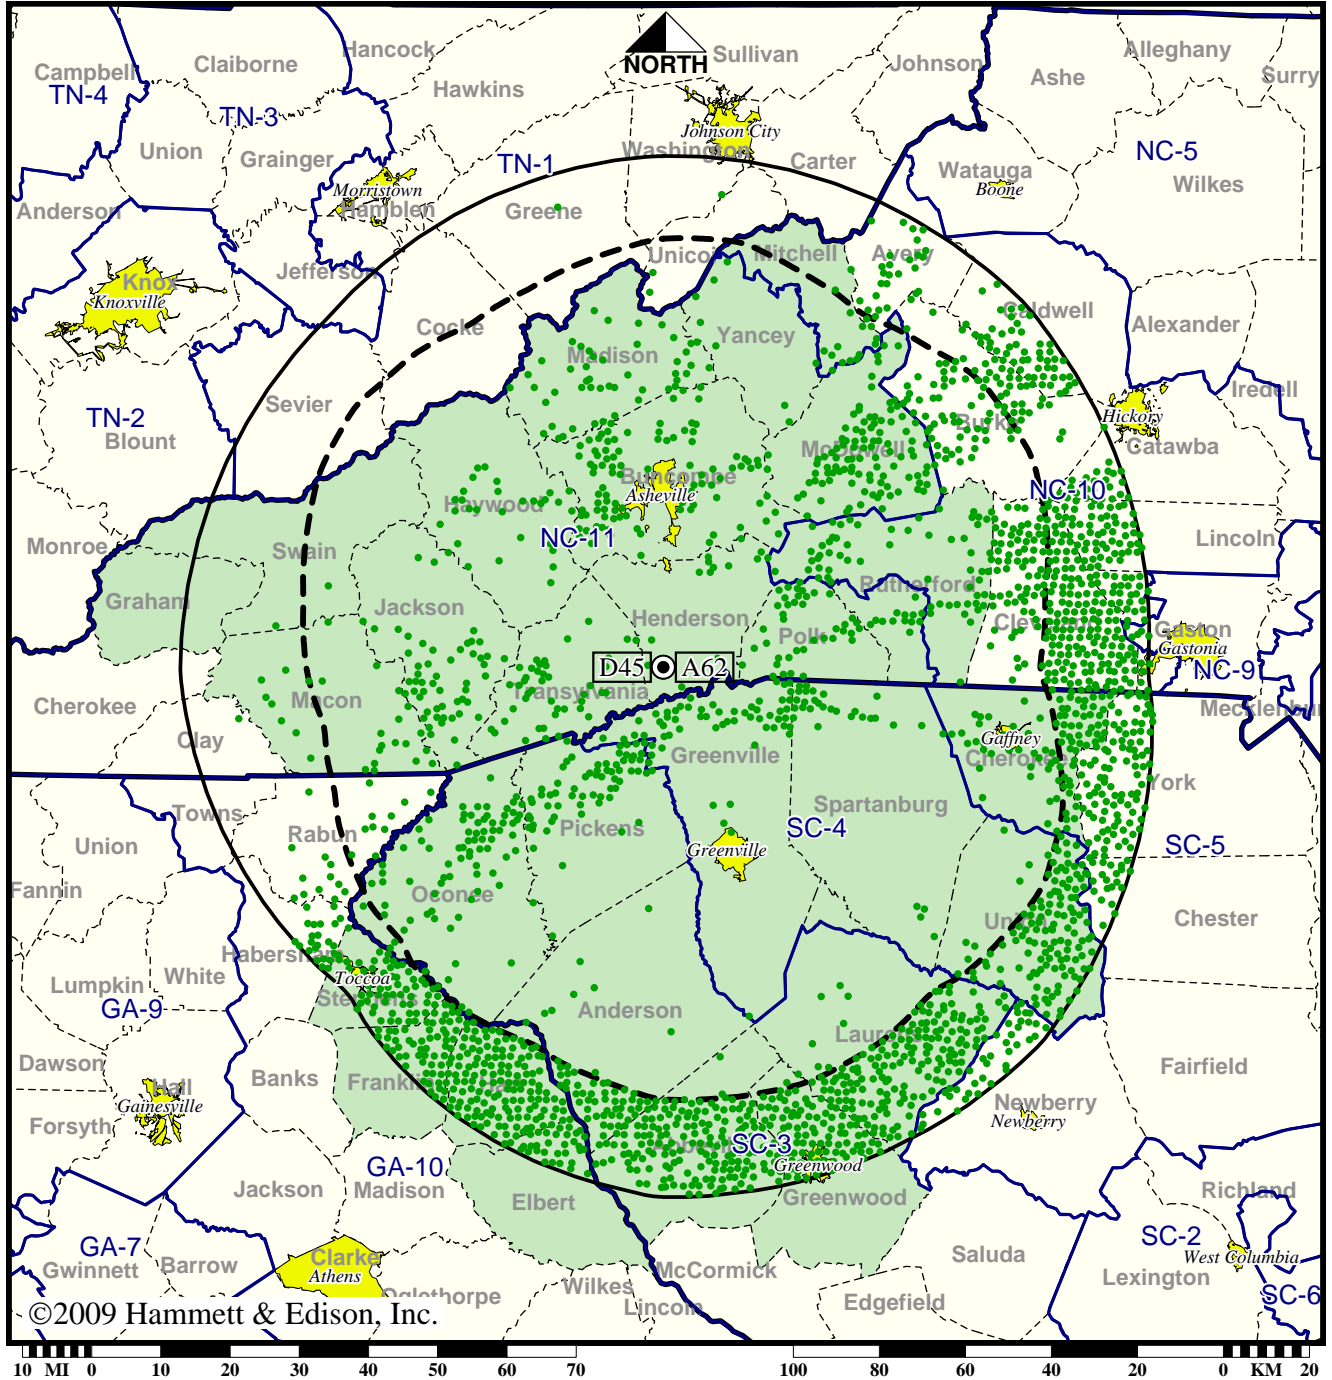 Hancock
Sullivan
Alleghany
Claiborne
Johnson
Campbell
NORTH
Ashe
Surry
TN-4
Hawkins
TN-3
Johnson City
Union
Washington
NC-5
Grainger
TN-1
Carter
Watauga
Morristown
Boone
Wilkes
Anderson
Hamblen
Greene
Unicoi
Mitchell
Avery
Jefferson
Knox
Knoxville
Caldwell
Cocke
Yancey
Alexander
Madison
Iredell
Sevier
TN-2
Hickory
Blount
Burke
McDowell
Catawba
Buncombe
Asheville
NC-10
Haywood
NC-11
Lincoln
Monroe
Swain
Rutherford
Graham
Jackson
Henderson
Cleveland
Polk
Gaston
Gastonia
D45
A62
NC-9
Transylvania
Macon
Cherokee
Mecklenbur
Clay
Gaffney
Greenville
Cherokee
York
Spartanburg
Towns
Pickens
SC-4
Rabun
Union
Greenville
SC-5
Fannin
Oconee
Chester
Union
Habersham
White
Toccoa
Lumpkin
Stephens
GA-9
Anderson
Laurens
Dawson
Fairfield
Banks
Franklin
Hart
Hall
Gainesville
Newberry
Newberry
Forsyth
Abbeville
SC-3
Greenwood
GA-10
Jackson
Madison
Richland
Elbert
Greenwood
SC-2
GA-7
Clarke
Saluda
West Columbia
Barrow
Gwinnett
Athens
McCormick
Lexington
Wilkes
Oglethorpe
SC-6
Lincoln
Edgefield
©2009 Hammett & Edison, Inc.
10 MI 0 10 20 30 40 50 60 70 100 80 60 40 20 0 KM 20